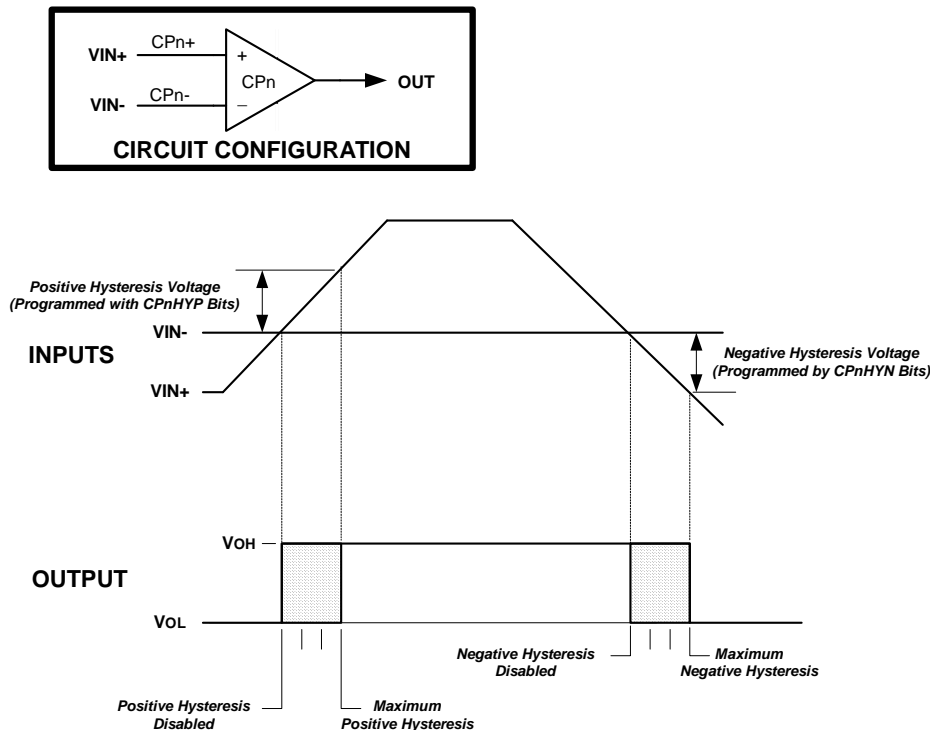 VIN+
CPn+
+
CPn
OUT
VIN-
CPn-
−
CIRCUIT CONFIGURATION
Positive Hysteresis Voltage
(Programmed with CPnHYP Bits)
VIN-
INPUTS
Negative Hysteresis Voltage
(Programmed by CPnHYN Bits)
VIN+
VOH
OUTPUT
VOL
Negative Hysteresis
Disabled
Maximum
Negative Hysteresis
Positive Hysteresis
Disabled
Maximum
Positive Hysteresis